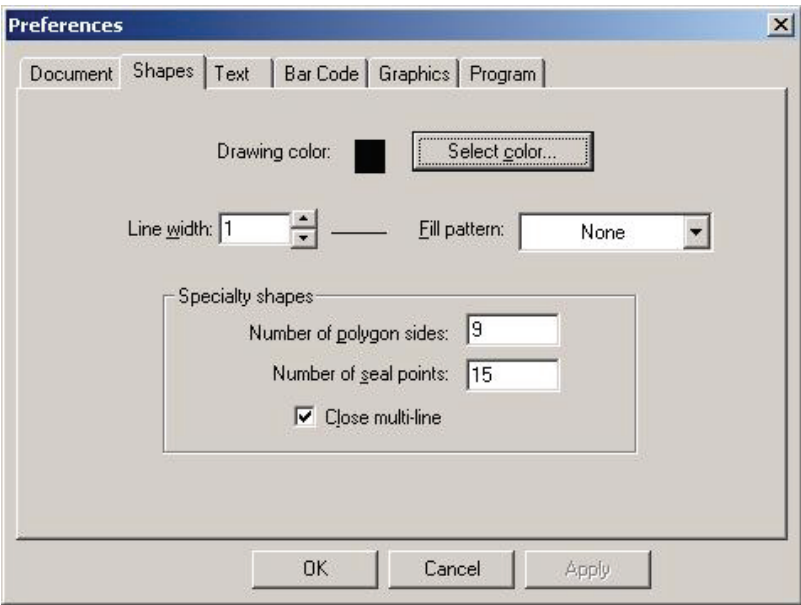 Preferences
Document Shapes Text Bar Code Graphics Program
Drawing color: Select color...
Line width: 1 Fill pattern: None
Specialty shapes
Number of polygon sides: 9
Number of seal points: 15
Close multi-line
OK Cancel Apply